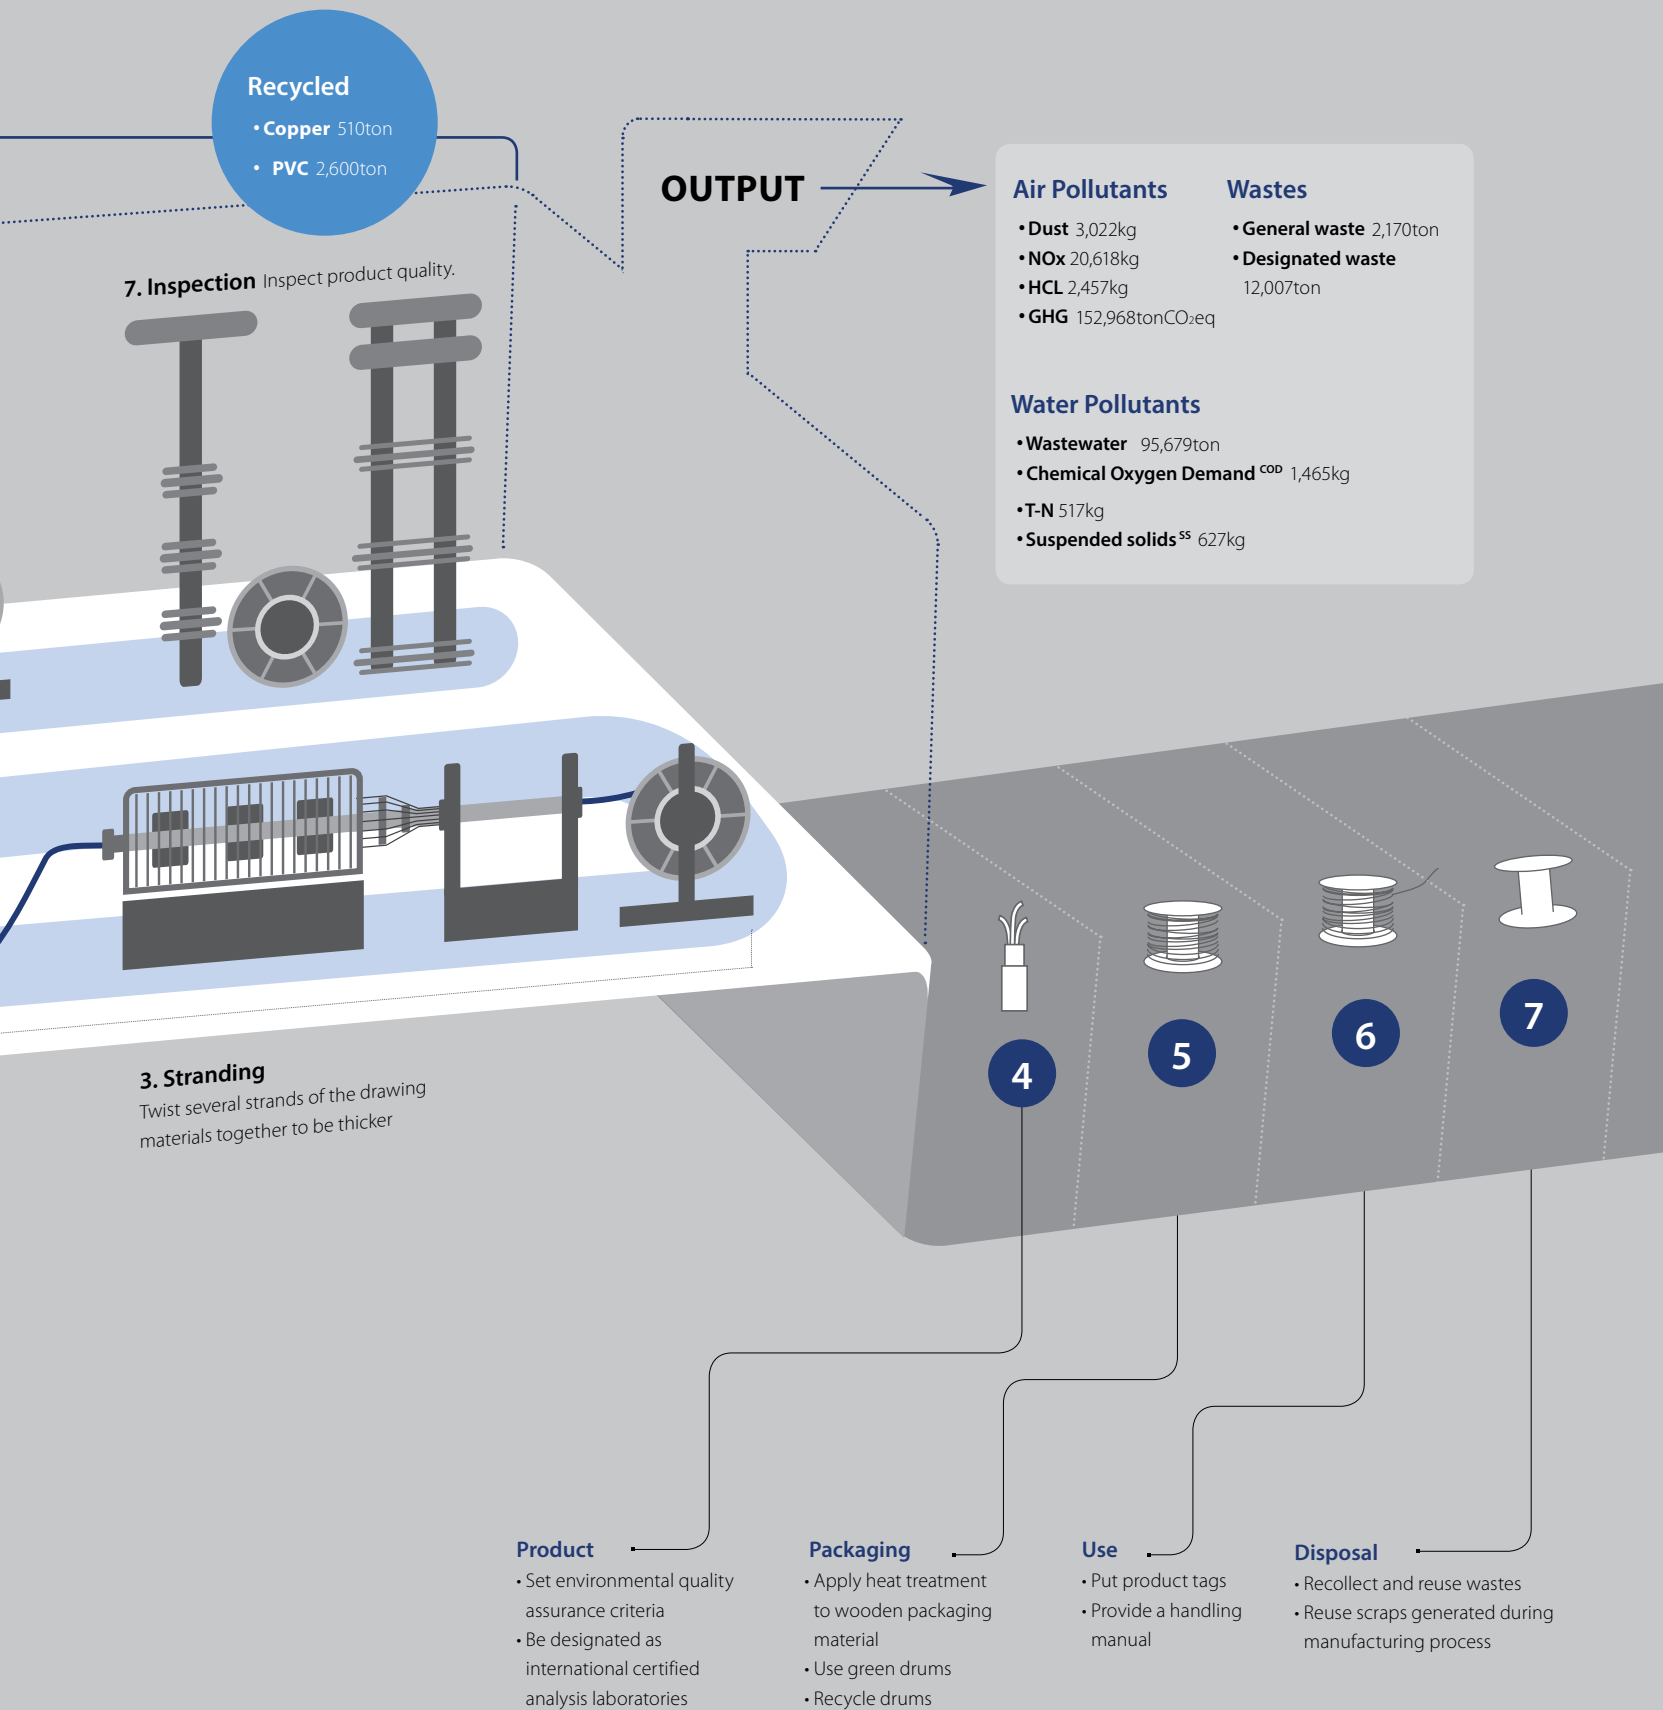 Recycled
• Copper 510ton
• PVC 2,600ton
OUTPUT
Air Pollutants
• Dust 3,022kg
• NOx 20,618kg
• HCL 2,457kg
• GHG 152,968tonCO₂eq
Wastes
• General waste 2,170ton
• Designated waste
12,007ton
Water Pollutants
• Wastewater 95,679ton
• Chemical Oxygen Demand COD 1,465kg
• T-N 517kg
• Suspended solids SS 627kg
7. Inspection Inspect product quality.
3. Stranding
Twist several strands of the drawing
materials together to be thicker
4
5
6
7
Product
• Set environmental quality
assurance criteria
• Be designated as
international certified
analysis laboratories
Packaging
• Apply heat treatment
to wooden packaging
material
• Use green drums
• Recycle drums
Use
• Put product tags
• Provide a handling
manual
Disposal
• Recollect and reuse wastes
• Reuse scraps generated during
manufacturing process